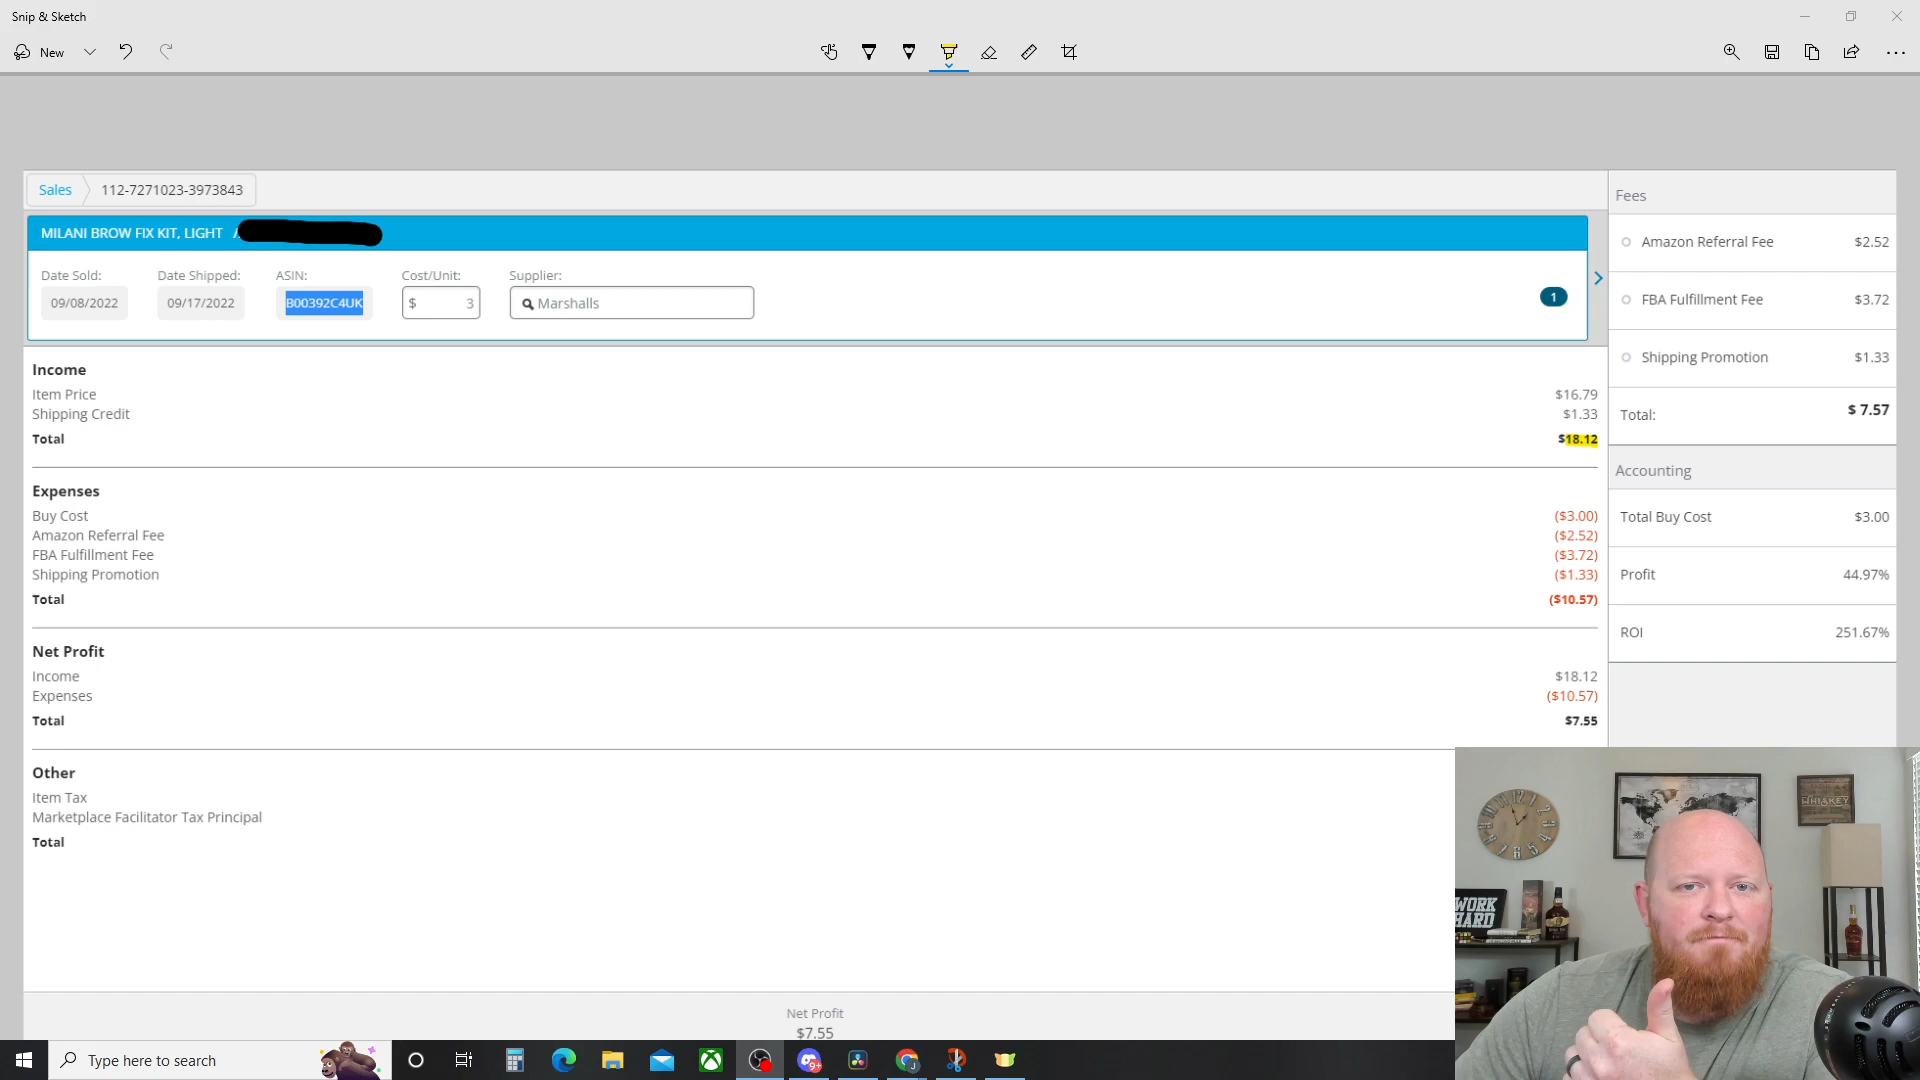 Snip & Sketch
New
Sales
112-7271023-3973843
MILANI BROW FIX KIT, LIGHT /
Date Sold:
Date Shipped:
ASIN:
Cost/Unit:
Supplier:
09/08/2022
09/17/2022
B00392C4UK
$ 3
Marshalls
1
Income
Item Price $16.79
Shipping Credit $1.33
Total $18.12
Expenses
Buy Cost ($3.00)
Amazon Referral Fee ($2.52)
FBA Fulfillment Fee ($3.72)
Shipping Promotion ($1.33)
Total ($10.57)
Net Profit
Income $18.12
Expenses ($10.57)
Total $7.55
Other
Item Tax
Marketplace Facilitator Tax Principal
Total
Net Profit
$7.55
Fees
Amazon Referral Fee $2.52
FBA Fulfillment Fee $3.72
Shipping Promotion $1.33
Total: $ 7.57
Accounting
Total Buy Cost $3.00
Profit 44.97%
ROI 251.67%
WHISKEY
WORK
HARD
Type here to search
9+